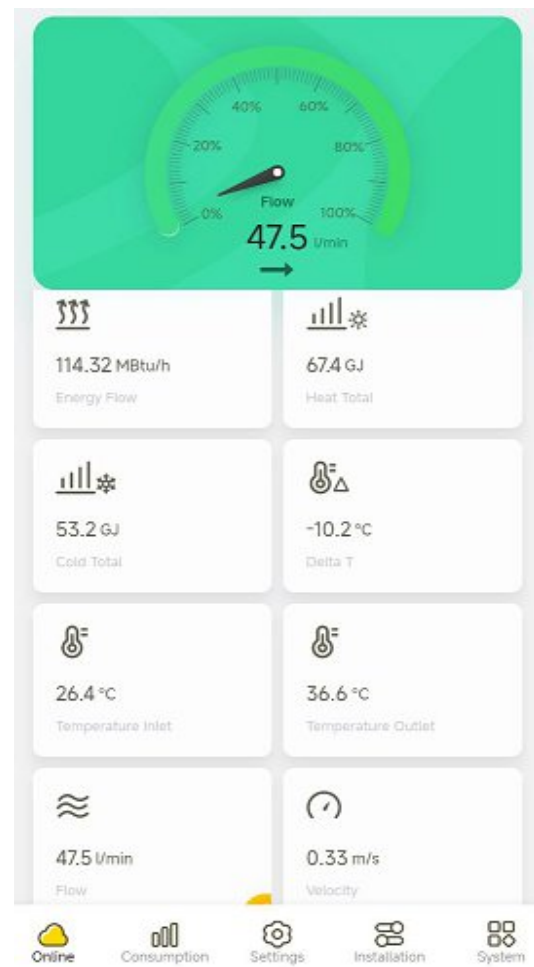 40% 60%
20% 80%
0% Flow 100%
47.5 l/min
114.32 MBtu/h
Energy Flow
67.4 GJ
Heat Total
53.2 GJ
Cold Total
-10.2 °C
Delta T
26.4 °C
Temperature Inlet
36.6 °C
Temperature Outlet
47.5 l/min
Flow
0.33 m/s
Velocity
Online Consumption Settings Installation System